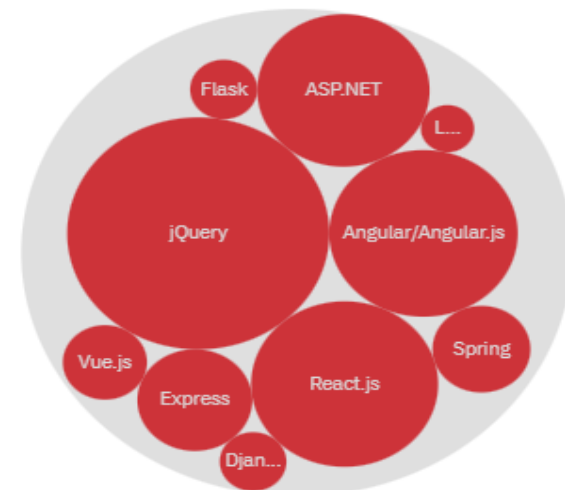 Flask
ASP.NET
L...
jQuery
Angular/Angular.js
Vue.js
Spring
Express
React.js
Djan...